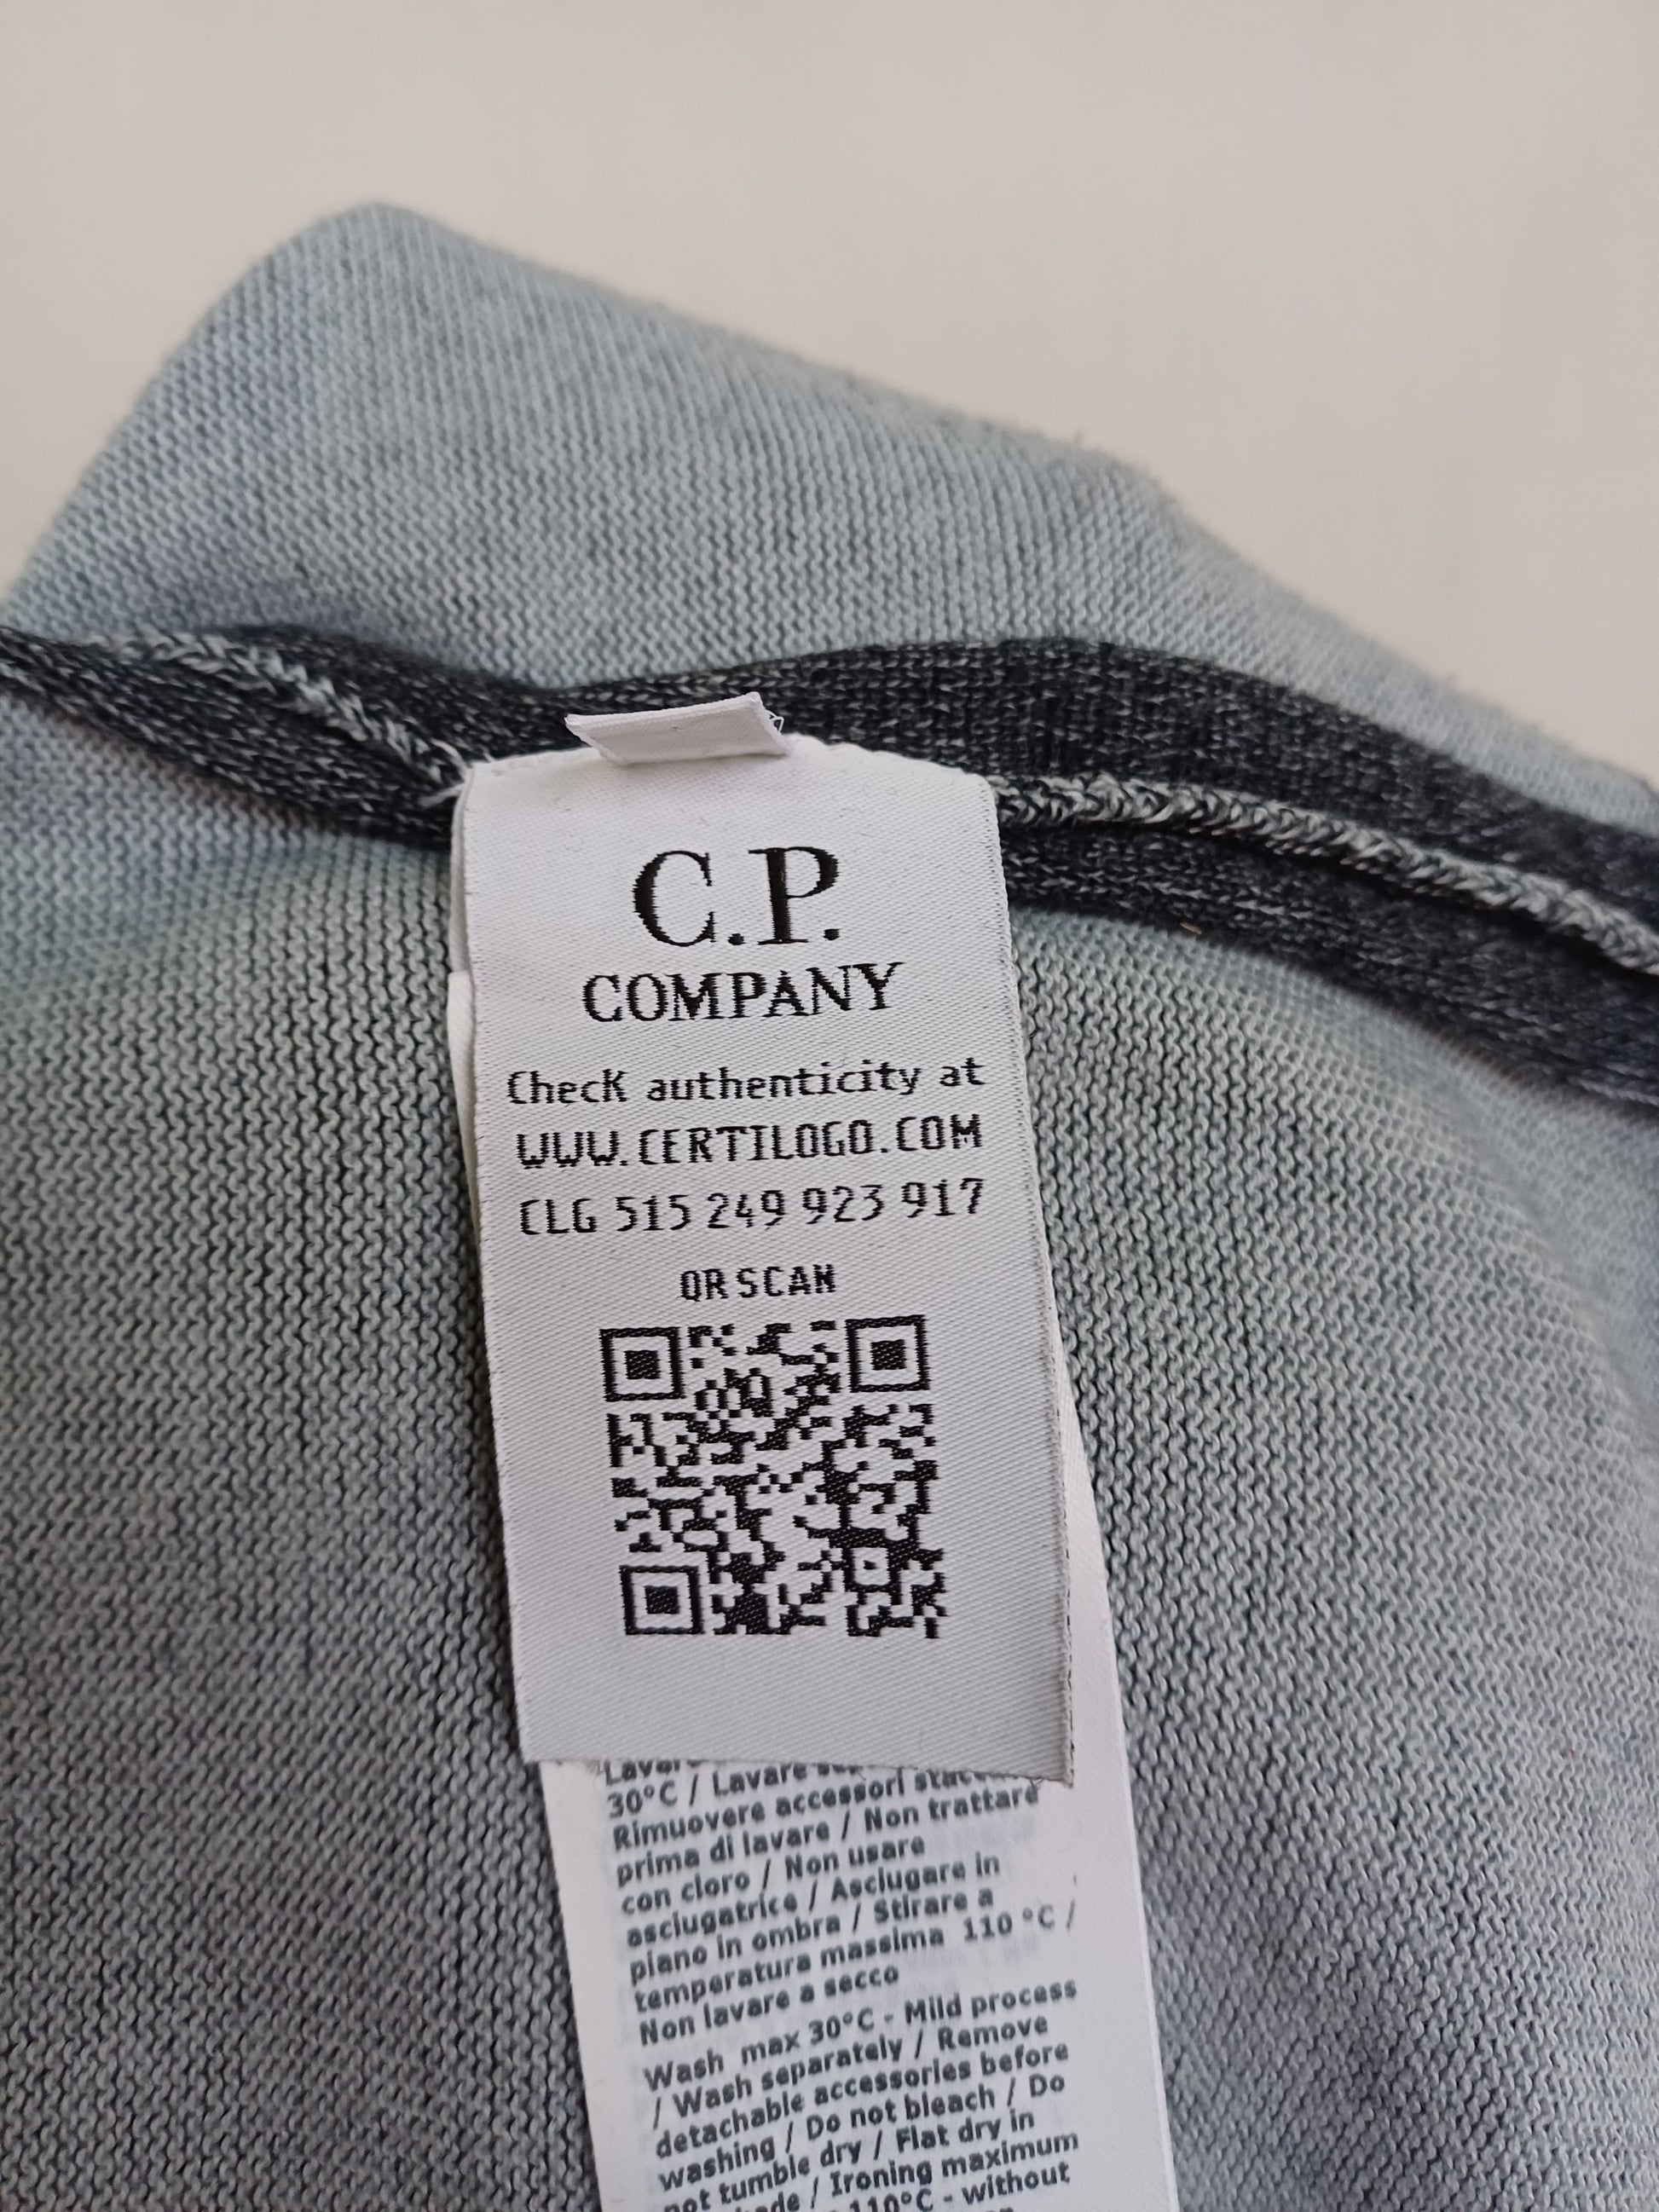 C.P.
COMPANY
ChecK authenticity at
WWW.CERTILOGO.COM
CLG 515 249 923 917
QR SCAN
30°C / Lavare
Rimuovere accessori
prima di lavare / Non trattare
con cloro / Non usare
asciugatrice / Asciugare in
piano in ombra / Stirare a
temperatura massima 110 °C /
Non lavare a secco
Wash max 30°C - Mild process
/ Wash separately / Remove
detachable accessories before
washing / Do not bleach / Do
not tumble dry / Flat dry in
/ Ironing maximum
110°C - without